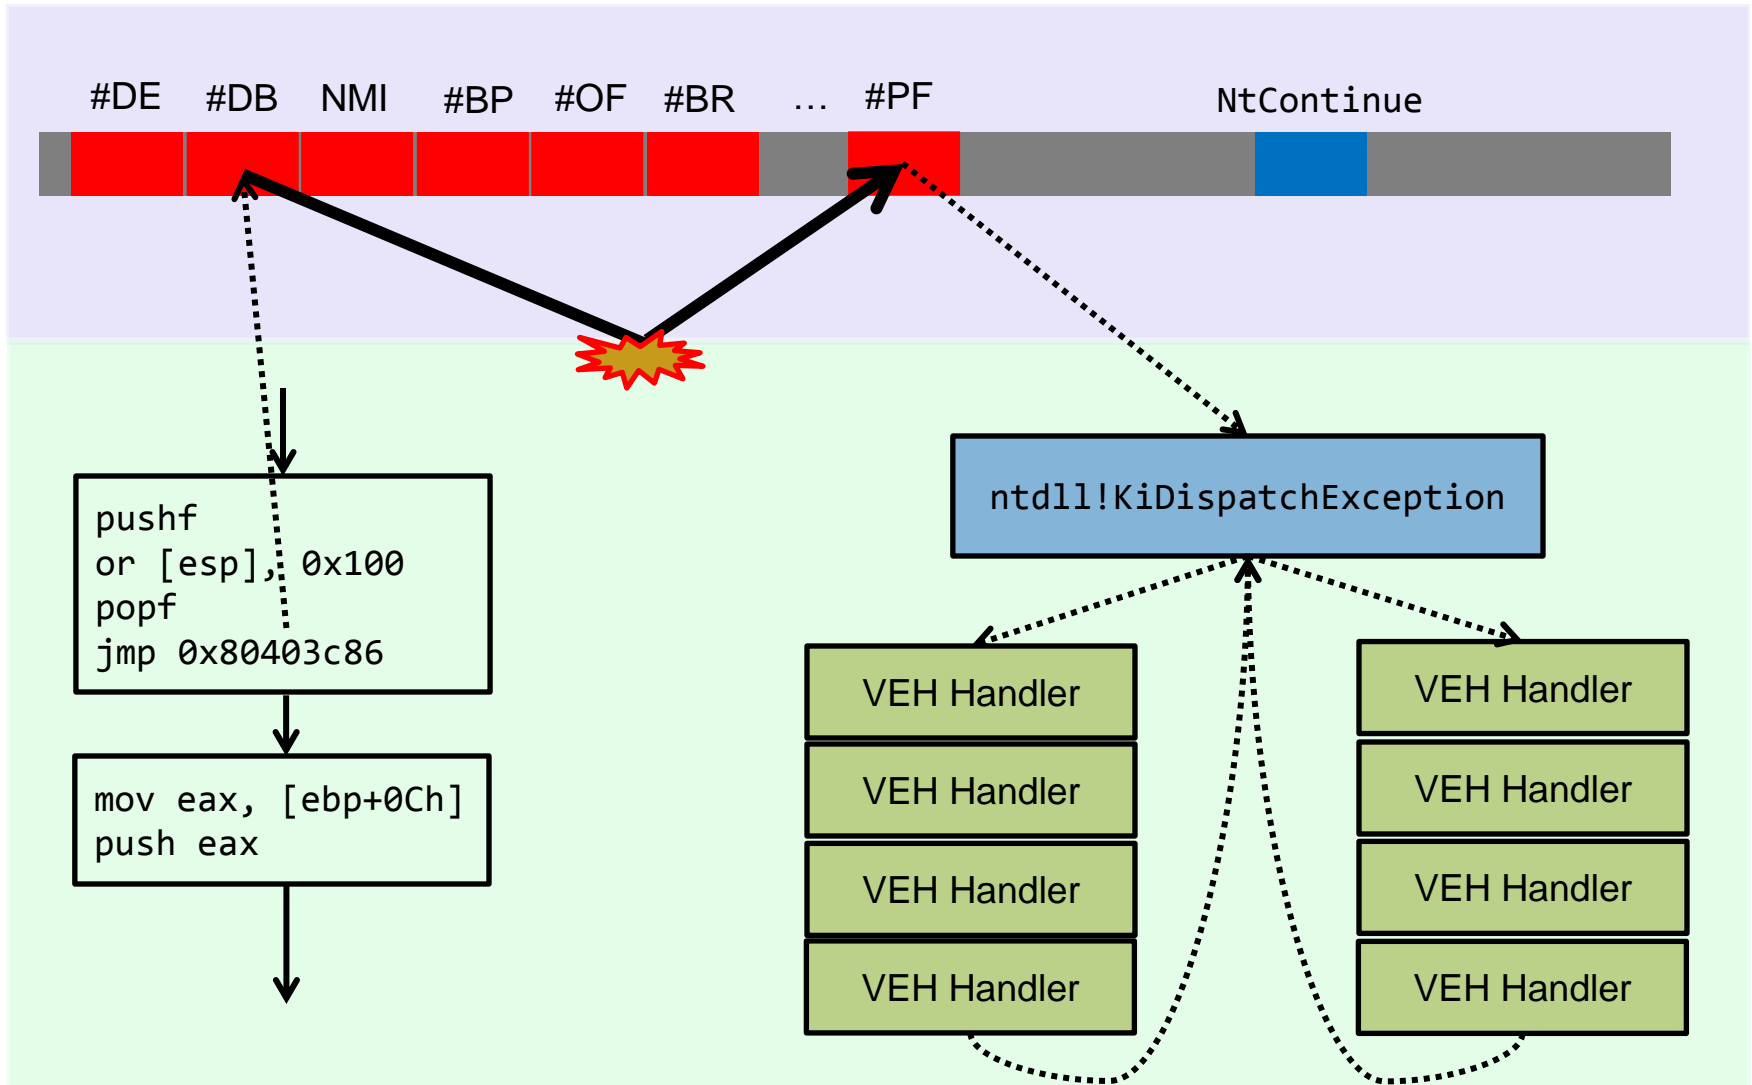 #DE #DB NMI #BP #OF #BR … #PF NtContinue
pushf
or [esp], 0x100
popf
jmp 0x80403c86
mov eax, [ebp+0Ch]
push eax
ntdll!KiDispatchException
VEH Handler
VEH Handler
VEH Handler
VEH Handler
VEH Handler
VEH Handler
VEH Handler
VEH Handler